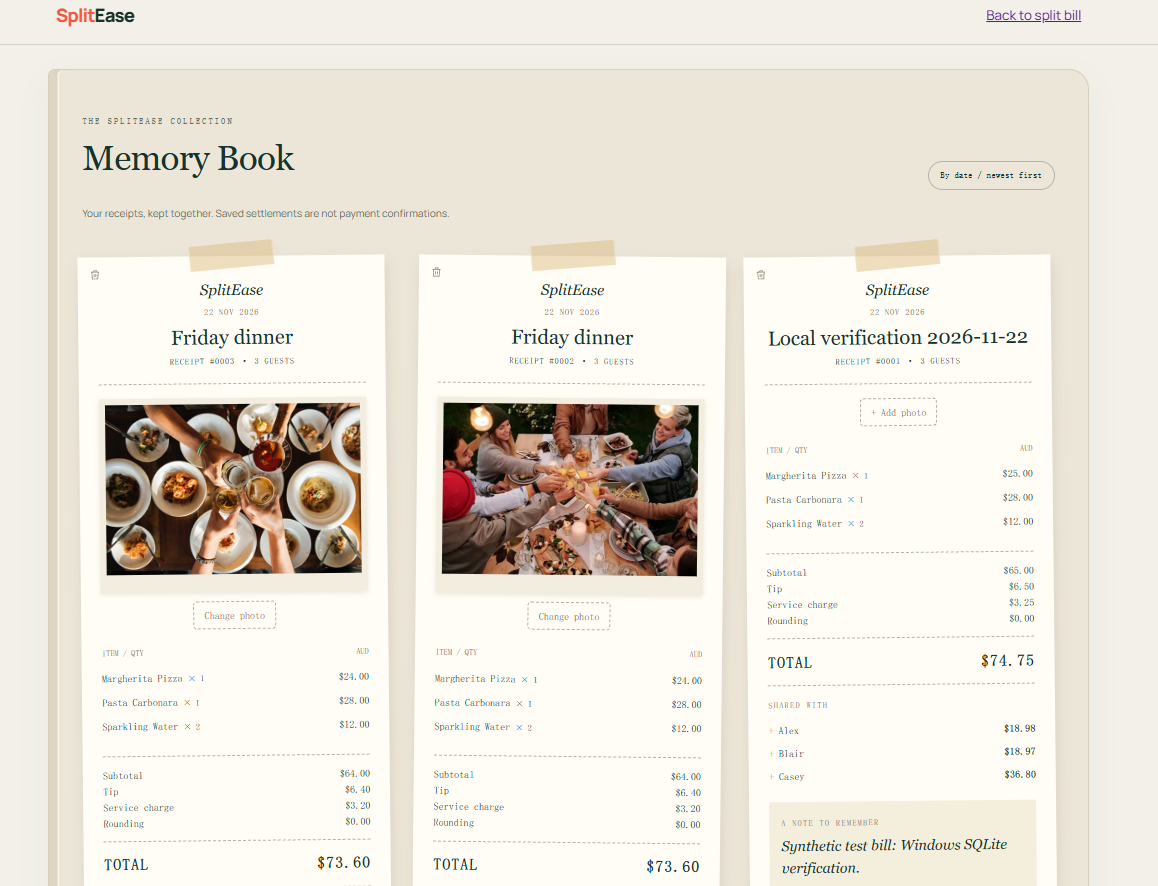 SplitEase
Back to split bill
THE SPLITEASE COLLECTION
Memory Book
By date / newest first
Your receipts, kept together. Saved settlements are not payment confirmations.
SplitEase
22 NOV 2026
Friday dinner
RECEIPT #0003 • 3 GUESTS
Change photo
ITEM / QTY AUD
Margherita Pizza × 1 $24.00
Pasta Carbonara × 1 $28.00
Sparkling Water × 2 $12.00
Subtotal $64.00
Tip $6.40
Service charge $3.20
Rounding $0.00
TOTAL $73.60
SplitEase
22 NOV 2026
Friday dinner
RECEIPT #0002 • 3 GUESTS
Change photo
ITEM / QTY AUD
Margherita Pizza × 1 $24.00
Pasta Carbonara × 1 $28.00
Sparkling Water × 2 $12.00
Subtotal $64.00
Tip $6.40
Service charge $3.20
Rounding $0.00
TOTAL $73.60
SplitEase
22 NOV 2026
Local verification 2026-11-22
RECEIPT #0001 • 3 GUESTS
+ Add photo
ITEM / QTY AUD
Margherita Pizza × 1 $25.00
Pasta Carbonara × 1 $28.00
Sparkling Water × 2 $12.00
Subtotal $65.00
Tip $6.50
Service charge $3.25
Rounding $0.00
TOTAL $74.75
SHARED WITH
+ Alex $18.98
+ Blair $18.97
+ Casey $36.80
A NOTE TO REMEMBER
Synthetic test bill: Windows SQLite
verification.